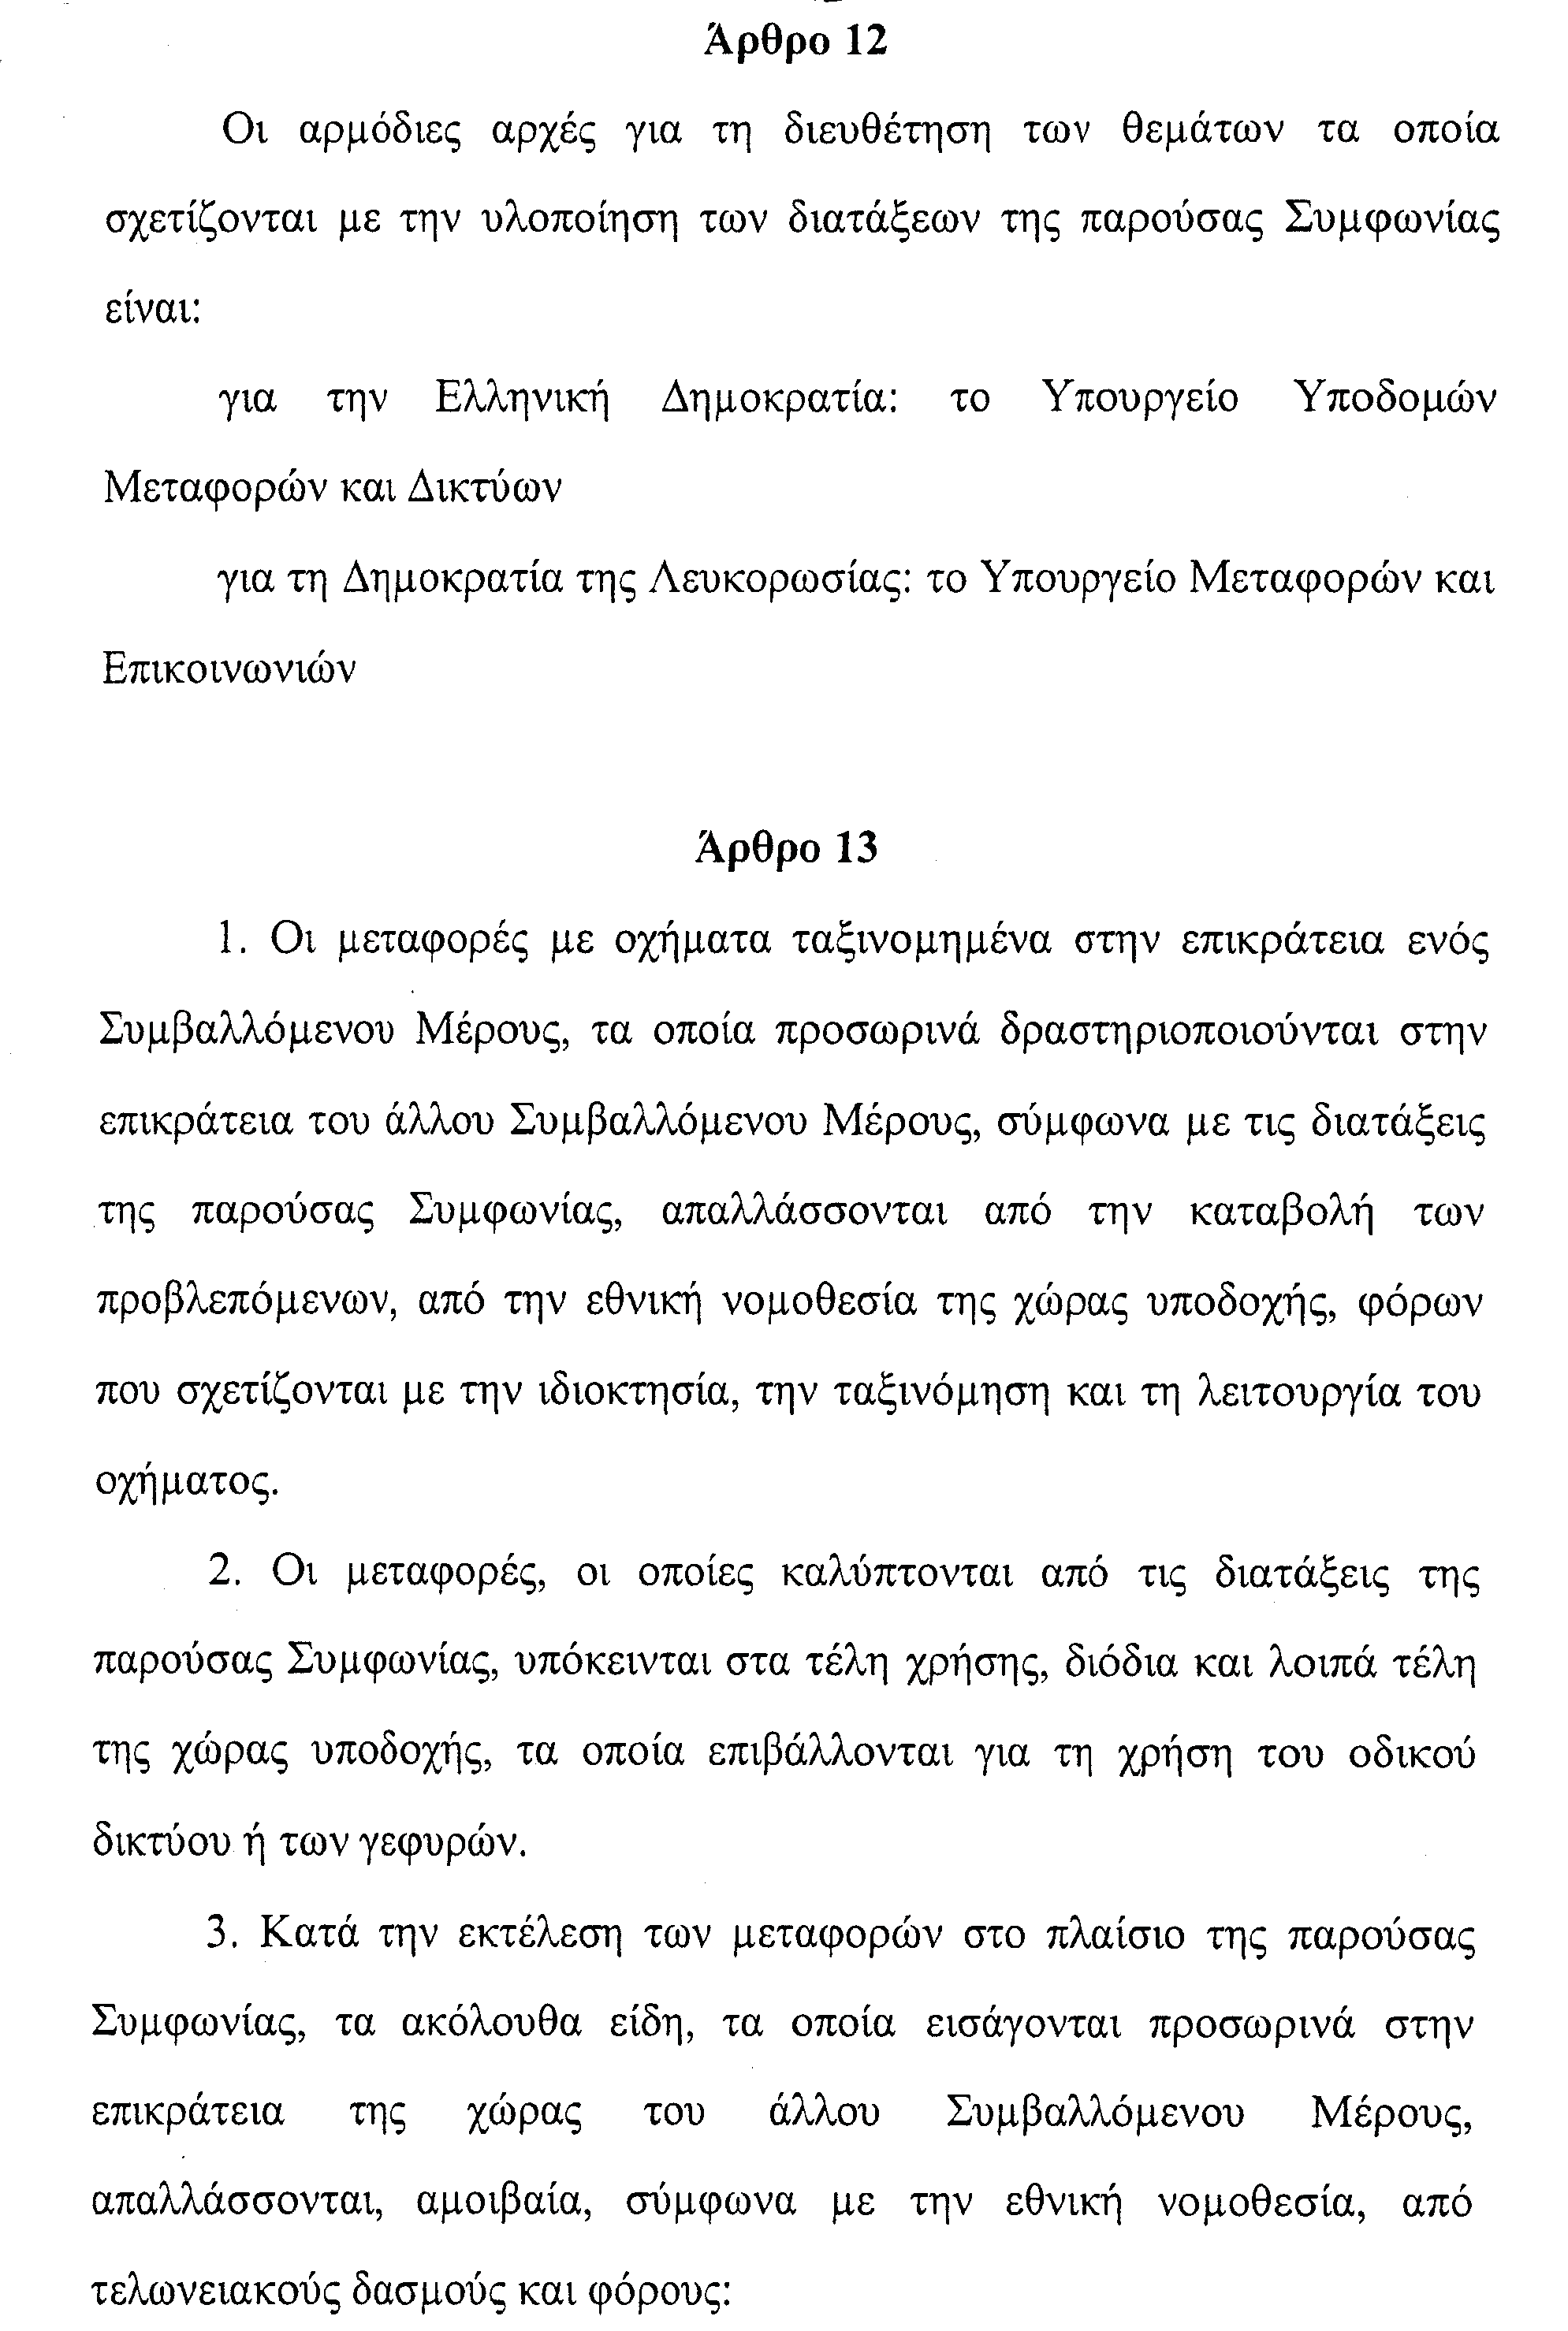 Άρθρο 12
Οι αρμόδιες αρχές για τη διευθέτηση των θεμάτων τα οποία
σχετίζονται με την υλοποίηση των διατάξεων της παρούσας Συμφωνίας
είναι:
για την Ελληνική Δημοκρατία: το Υπουργείο Υποδομών
Μεταφορών και Δικτύων
για τη Δημοκρατία της Λευκορωσίας: το Υπουργείο Μεταφορών και
Επικοινωνιών
Άρθρο 13
1. Οι μεταφορές με οχήματα ταξινομημένα στην επικράτεια ενός
Συμβαλλόμενου Μέρους, τα οποία προσωρινά δραστηριοποιούνται στην
επικράτεια του άλλου Συμβαλλόμενου Μέρους, σύμφωνα με τις διατάξεις
της παρούσας Συμφωνίας, απαλλάσσονται από την καταβολή των
προβλεπόμενων, από την εθνική νομοθεσία της χώρας υποδοχής, φόρων
που σχετίζονται με την ιδιοκτησία, την ταξινόμηση και τη λειτουργία του
οχήματος.
2. Οι μεταφορές, οι οποίες καλύπτονται από τις διατάξεις της
παρούσας Συμφωνίας, υπόκεινται στα τέλη χρήσης, διόδια και λοιπά τέλη
της χώρας υποδοχής, τα οποία επιβάλλονται για τη χρήση του οδικού
δικτύου ή των γεφυρών.
3. Κατά την εκτέλεση των μεταφορών στο πλαίσιο της παρούσας
Συμφωνίας, τα ακόλουθα είδη, τα οποία εισάγονται προσωρινά στην
επικράτεια της χώρας του άλλου Συμβαλλόμενου Μέρους,
απαλλάσσονται, αμοιβαία, σύμφωνα με την εθνική νομοθεσία, από
τελωνειακούς δασμούς και φόρους: